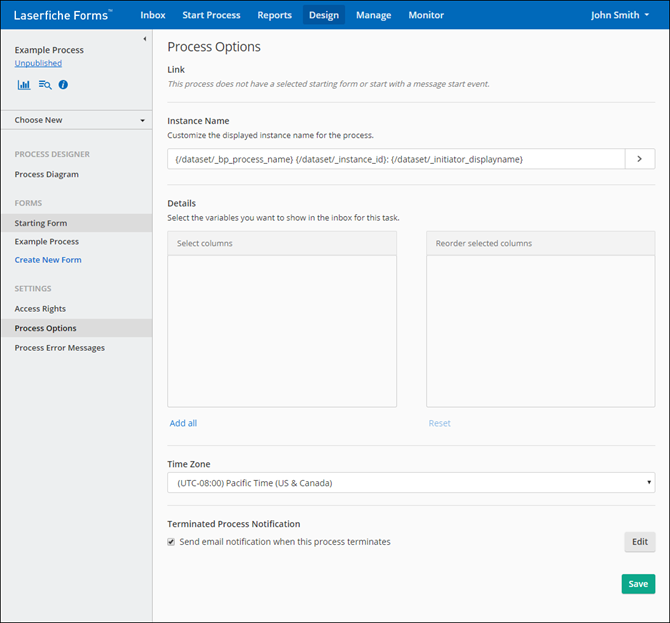 Laserfiche Forms™ Inbox Start Process Reports Design Manage Monitor John Smith
Example Process
Unpublished
Choose New
PROCESS DESIGNER
Process Diagram
FORMS
Starting Form
Example Process
Create New Form
SETTINGS
Access Rights
Process Options
Process Error Messages
Process Options
Link
This process does not have a selected starting form or start with a message start event.
Instance Name
Customize the displayed instance name for the process.
{/dataset/_bp_process_name} {/dataset/_instance_id}: {/dataset/_initiator_displayname}
Details
Select the variables you want to show in the inbox for this task.
Select columns Reorder selected columns
Add all Reset
Time Zone
(UTC-08:00) Pacific Time (US & Canada)
Terminated Process Notification
Send email notification when this process terminates Edit
Save